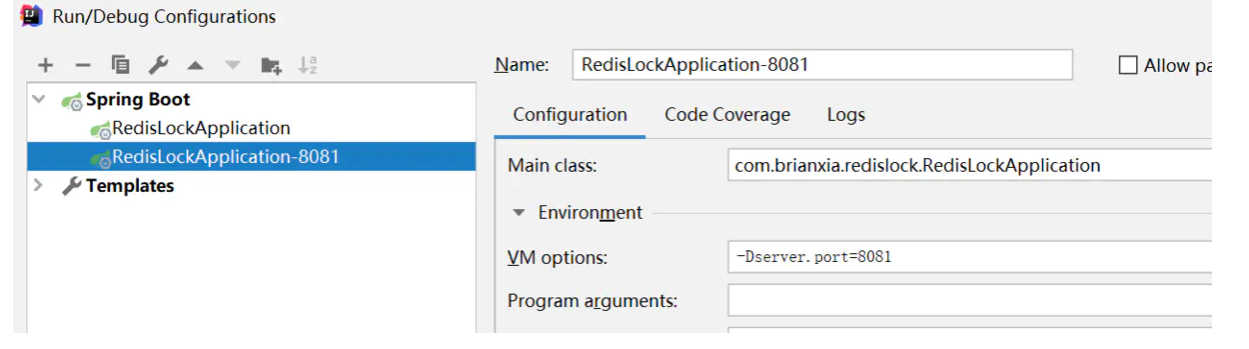 Run/Debug Configurations
Name: RedisLockApplication-8081 Allow pa
Spring Boot
RedisLockApplication
RedisLockApplication-8081
Templates
Configuration Code Coverage Logs
Main class: com.brianxia.redislock.RedisLockApplication
Environment
VM options: -Dserver.port=8081
Program arguments: